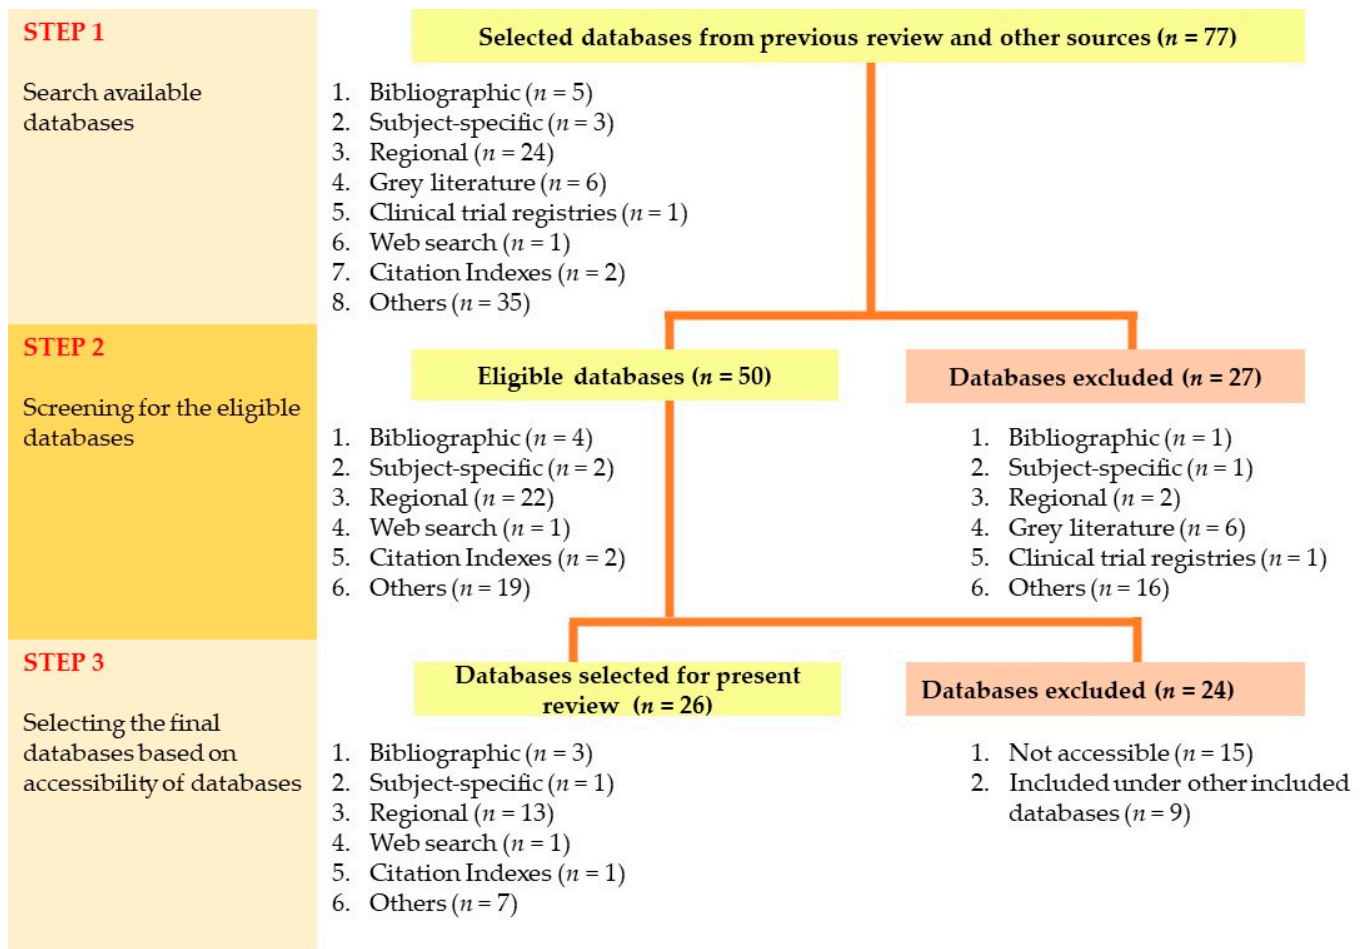 STEP 1
Search available
databases
Selected databases from previous review and other sources (n = 77)
1. Bibliographic (n = 5)
2. Subject-specific (n = 3)
3. Regional (n = 24)
4. Grey literature (n = 6)
5. Clinical trial registries (n = 1)
6. Web search (n = 1)
7. Citation Indexes (n = 2)
8. Others (n = 35)
STEP 2
Screening for the eligible
databases
Eligible databases (n = 50)
1. Bibliographic (n = 4)
2. Subject-specific (n = 2)
3. Regional (n = 22)
4. Web search (n = 1)
5. Citation Indexes (n = 2)
6. Others (n = 19)
Databases excluded (n = 27)
1. Bibliographic (n = 1)
2. Subject-specific (n = 1)
3. Regional (n = 2)
4. Grey literature (n = 6)
5. Clinical trial registries (n = 1)
6. Others (n = 16)
STEP 3
Selecting the final
databases based on
accessibility of databases
Databases selected for present
review (n = 26)
1. Bibliographic (n = 3)
2. Subject-specific (n = 1)
3. Regional (n = 13)
4. Web search (n = 1)
5. Citation Indexes (n = 1)
6. Others (n = 7)
Databases excluded (n = 24)
1. Not accessible (n = 15)
2. Included under other included
databases (n = 9)